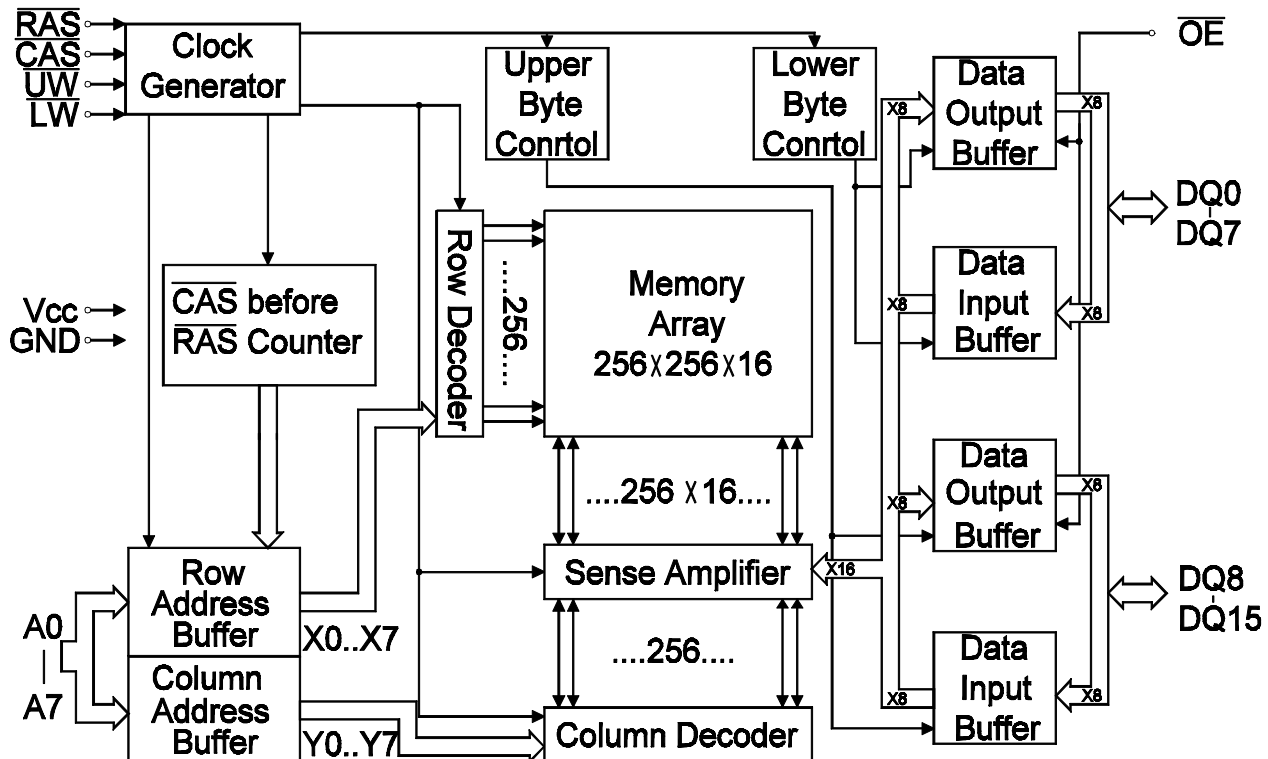 RAS
CAS
UW
LW
Clock
Generator
Upper
Byte
Conrtol
Lower
Byte
Conrtol
Data
Output
Buffer
OE
X8
X8
DQ0
-
DQ7
Data
Input
Buffer
X8
X8
Row Decoder
....256....
Memory
Array
256X256X16
Vcc
GND
CAS before
RAS Counter
....256 X16....
Sense Amplifier
X16
Data
Output
Buffer
X8
X8
DQ8
-
DQ15
Row
Address
Buffer
X0..X7
A0
A7
Column
Address
Buffer
Y0..Y7
....256....
Column Decoder
Data
Input
Buffer
X8
X8